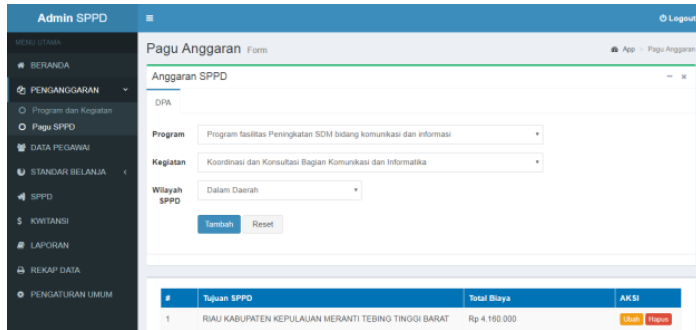 Admin SPPD
Logout
MENU UTAMA
Pagu Anggaran Form
App > Pagu Anggaran
BERANDA
PENGANGGARAN
Program dan Kegiatan
Pagu SPPD
DATA PEGAWAI
STANDAR BELANJA
SPPD
KWITANSI
LAPORAN
REKAP DATA
PENGATURAN UMUM
Anggaran SPPD
DPA
Program Program fasilitas Peningkatan SDM bidang komunikasi dan informasi
Kegiatan Koordinasi dan Konsultasi Bagian Komunikasi dan Informatika
Wilayah SPPD Dalam Daerah
Tambah Reset
# Tujuan SPPD Total Biaya AKSI
1 RIAU KABUPATEN KEPULAUAN MERANTI TEBING TINGGI BARAT Rp 4.160.000 Ubah Hapus